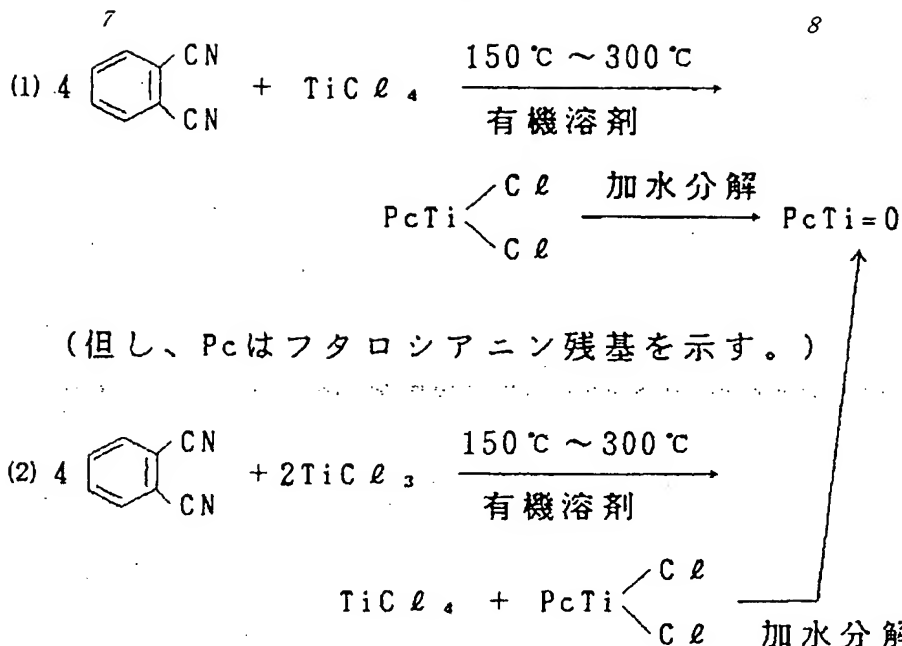 7 8
CN
(1) 4 + TiCℓ₄ 150℃~300℃
CN 有機溶剤
Cℓ
PcTi 加水分解 PcTi=O
Cℓ
(但し、Pcはフタロシアニン残基を示す。)
CN
(2) 4 + 2TiCℓ₃ 150℃~300℃
CN 有機溶剤
Cℓ
TiCℓ₄ + PcTi
Cℓ 加水分解